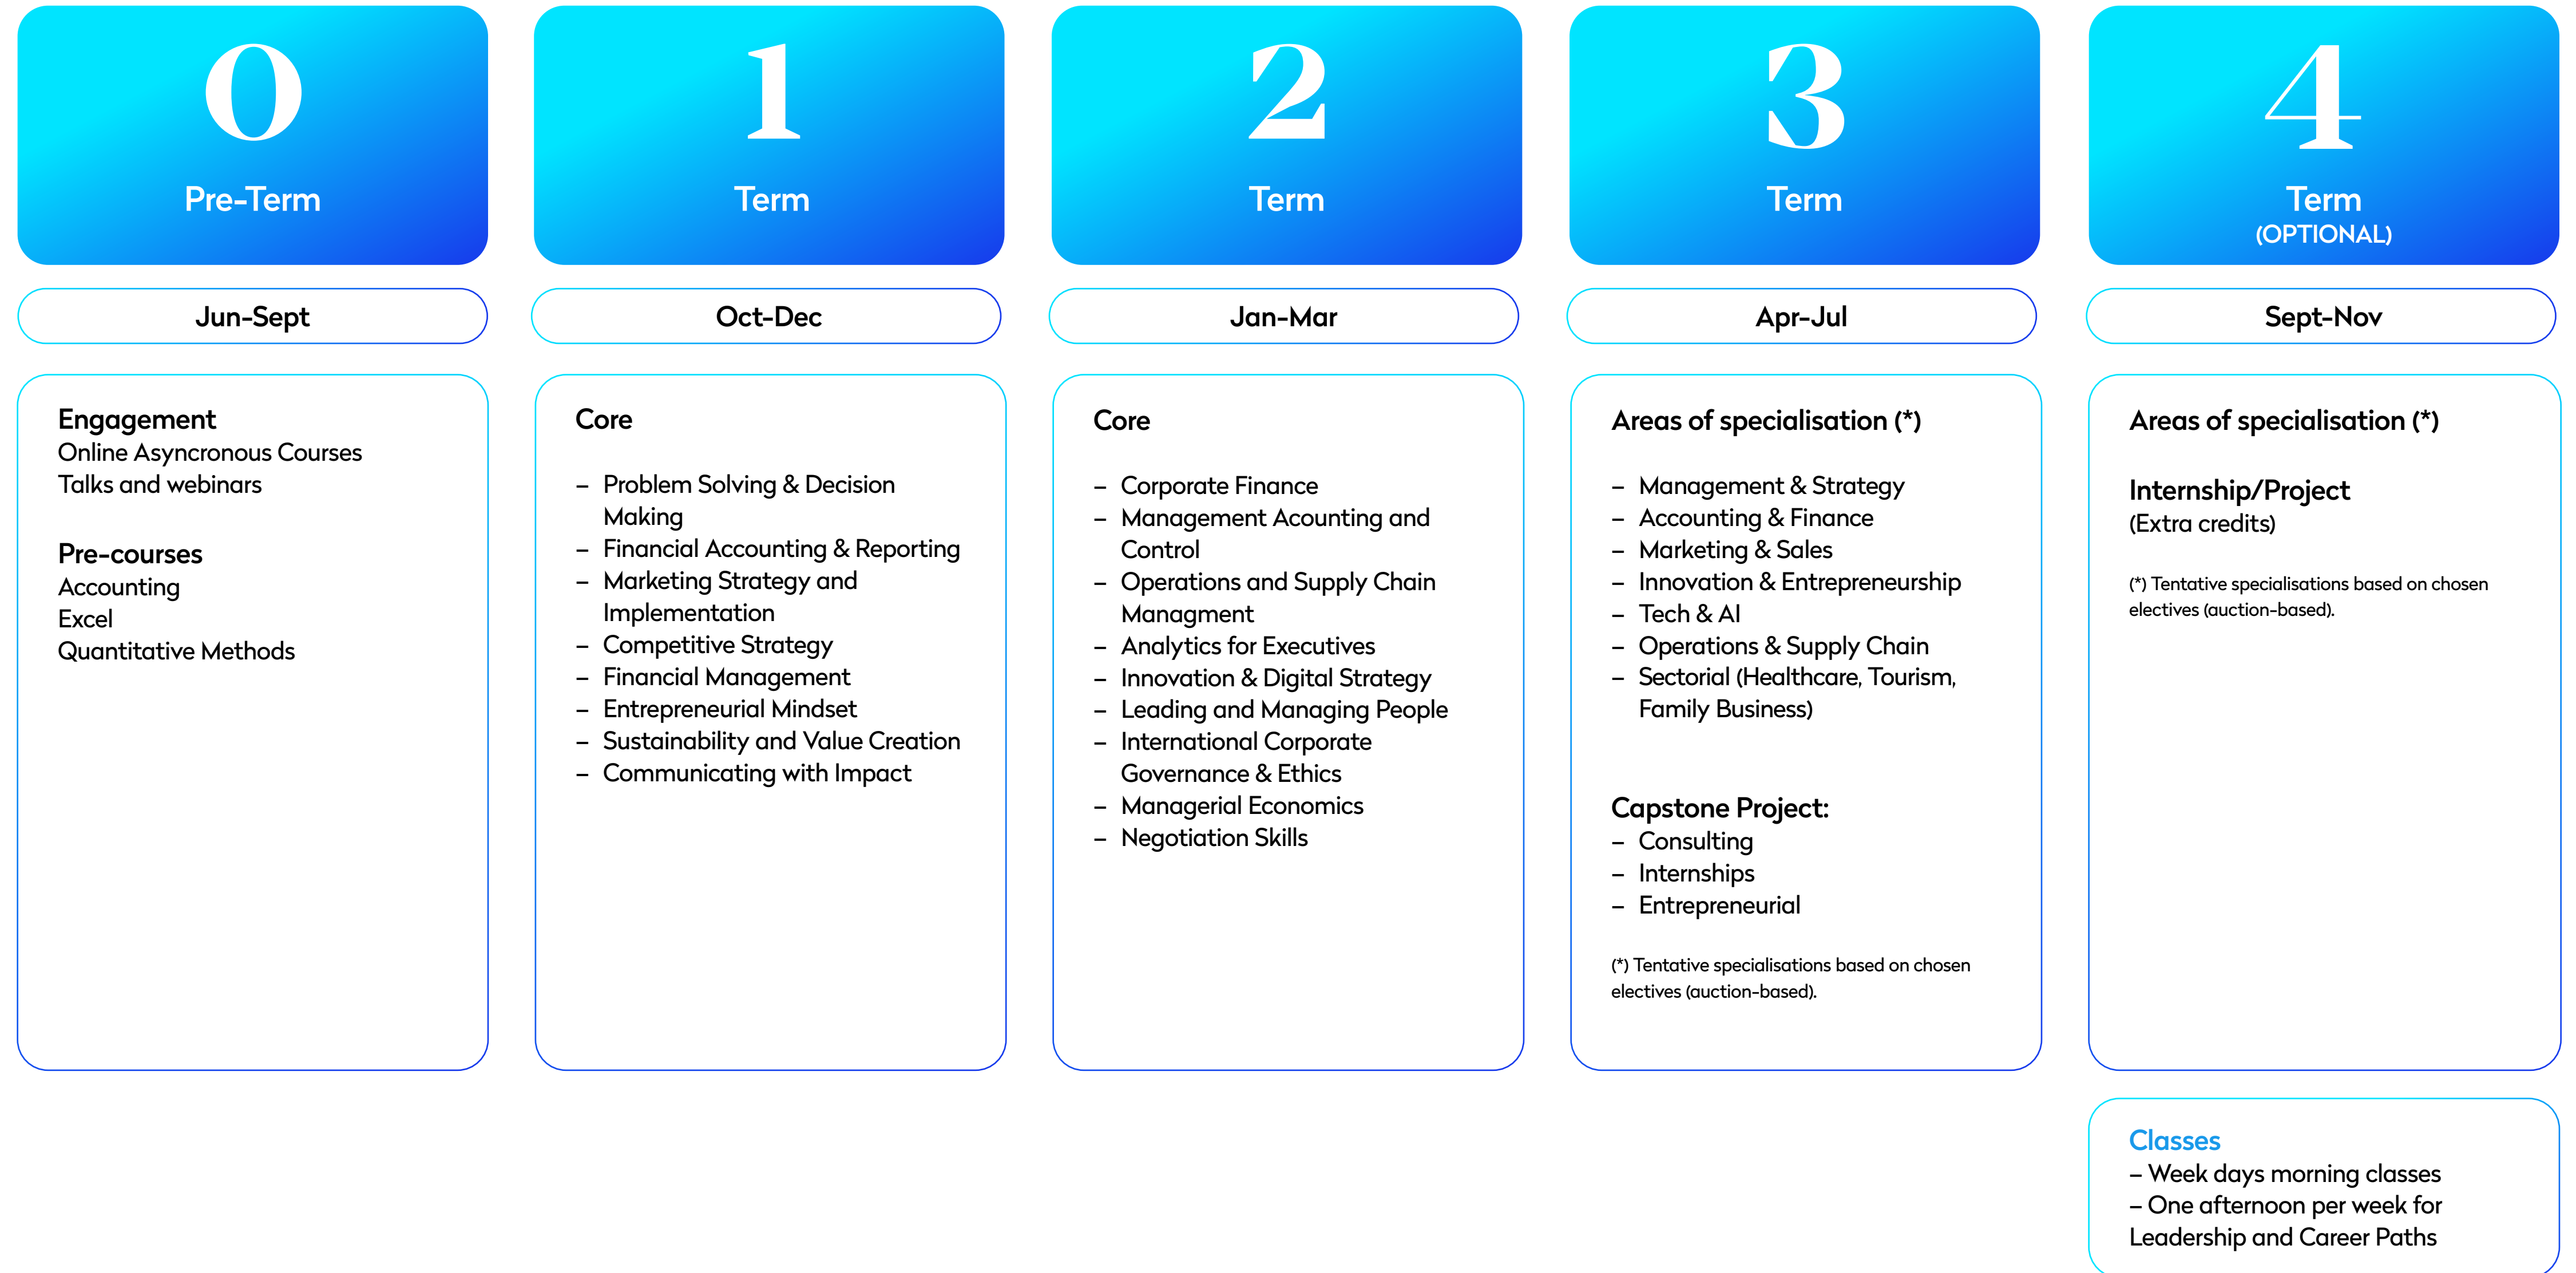 0
Pre-Term
Jun-Sept
Engagement
Online Asyncronous Courses
Talks and webinars
Pre-courses
Accounting
Excel
Quantitative Methods
1
Term
Oct-Dec
Core
– Problem Solving & Decision
Making
– Financial Accounting & Reporting
– Marketing Strategy and
Implementation
– Competitive Strategy
– Financial Management
– Entrepreneurial Mindset
– Sustainability and Value Creation
– Communicating with Impact
2
Term
Jan-Mar
Core
– Corporate Finance
– Management Acounting and
Control
– Operations and Supply Chain
Managment
– Analytics for Executives
– Innovation & Digital Strategy
– Leading and Managing People
– International Corporate
Governance & Ethics
– Managerial Economics
– Negotiation Skills
3
Term
Apr-Jul
Areas of specialisation (*)
– Management & Strategy
– Accounting & Finance
– Marketing & Sales
– Innovation & Entrepreneurship
– Tech & AI
– Operations & Supply Chain
– Sectorial (Healthcare, Tourism,
Family Business)
Capstone Project:
– Consulting
– Internships
– Entrepreneurial
(*) Tentative specialisations based on chosen
electives (auction-based).
4
Term
(OPTIONAL)
Sept-Nov
Areas of specialisation (*)
Internship/Project
(Extra credits)
(*) Tentative specialisations based on chosen
electives (auction-based).
Classes
– Week days morning classes
– One afternoon per week for
Leadership and Career Paths